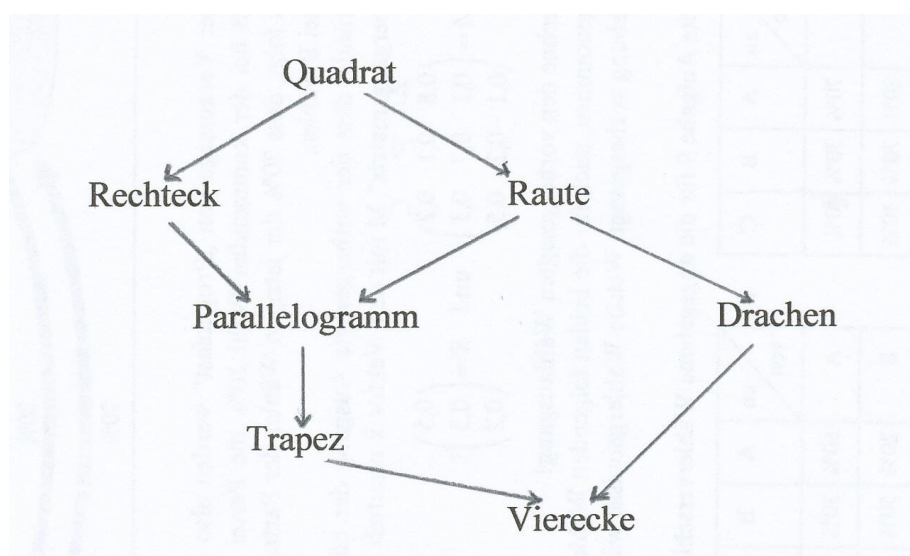 Quadrat
Rechteck
Raute
Parallelogramm
Drachen
Trapez
Vierecke